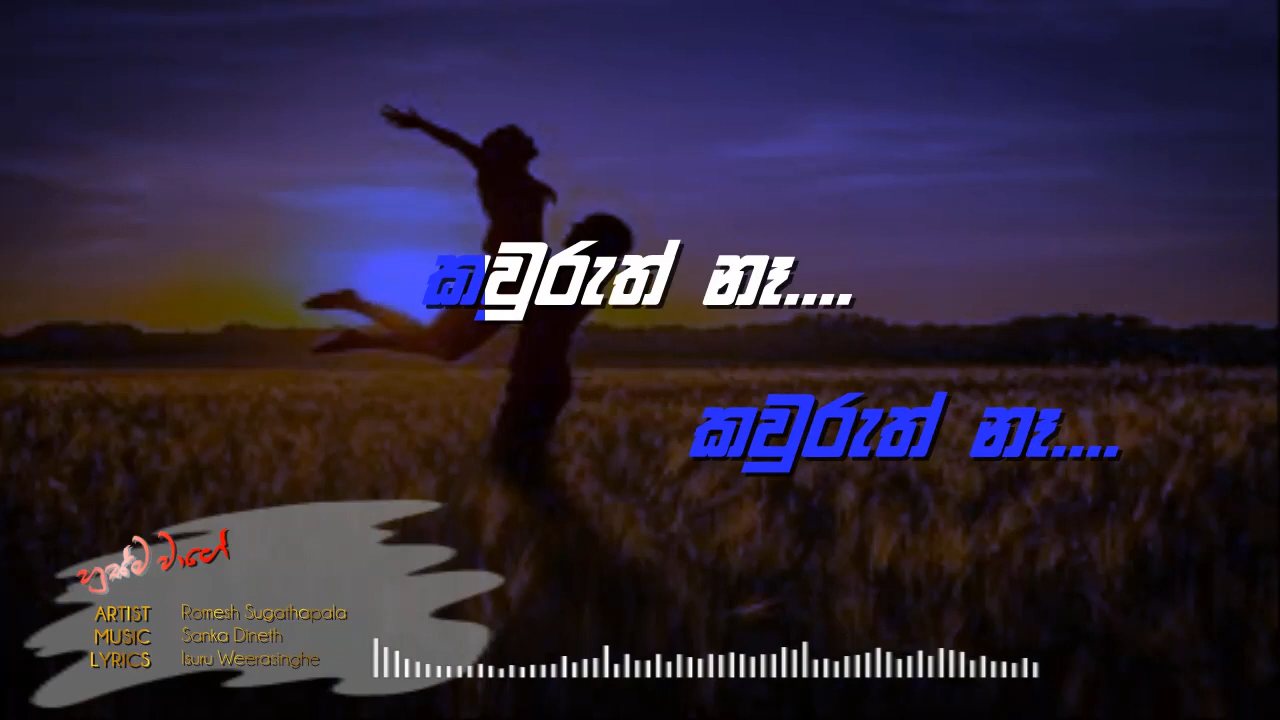 කවුරුත් නෑ....
කවුරුත් නෑ....
හුස්ම වාගේ
ARTIST Romesh Sugathapala
MUSIC Sanka Dineth
LYRICS Isuru Weerasinghe